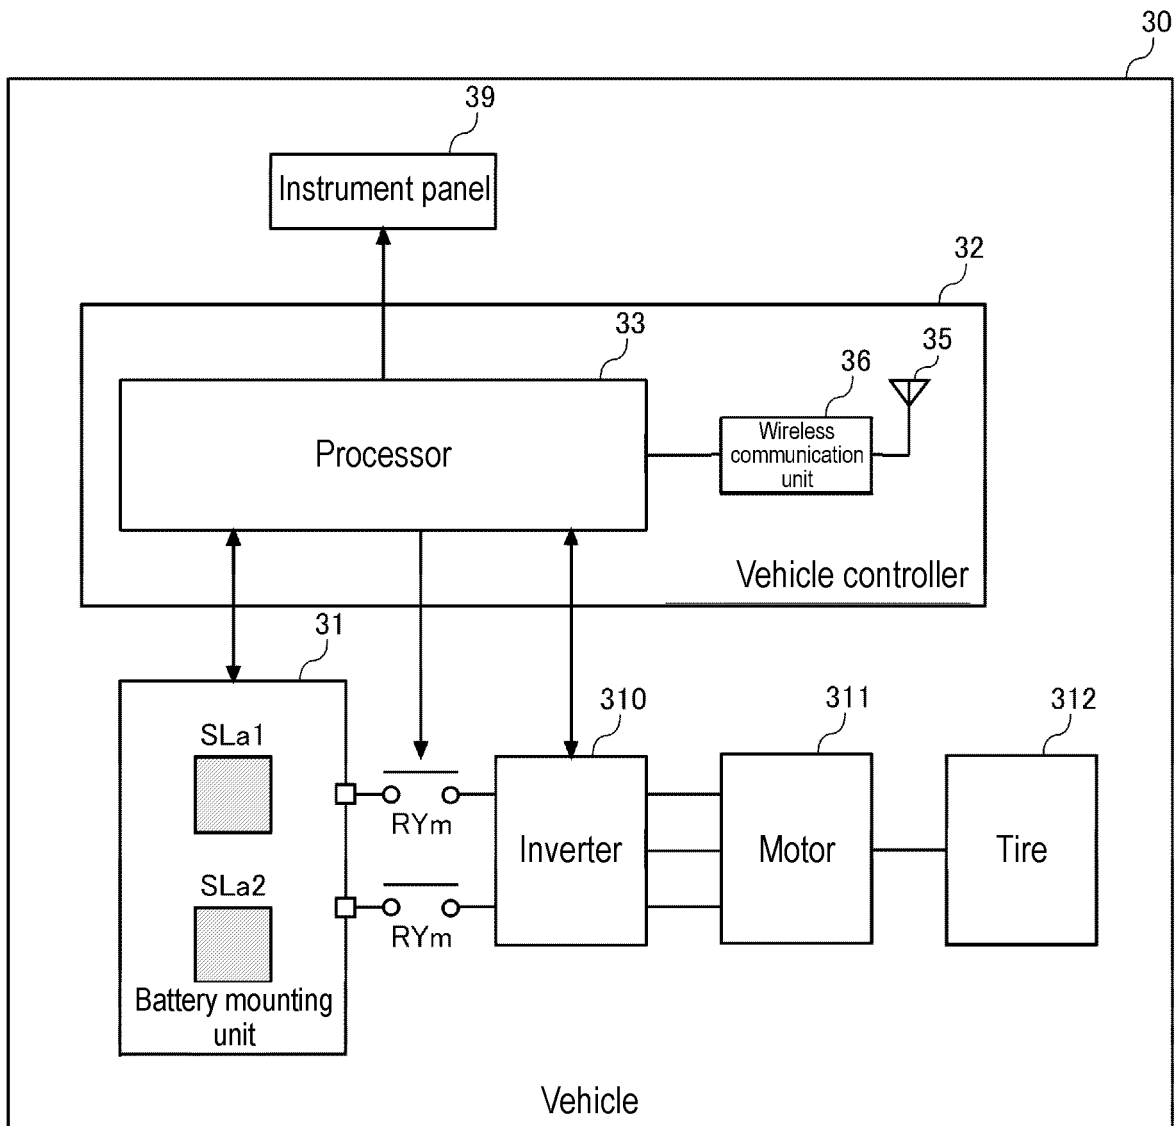 30
39
Instrument panel
32
33
35
36
Processor
Wireless
communication
unit
Vehicle controller
31
310
311
312
SLa1
RYm
Inverter
Motor
Tire
SLa2
RYm
Battery mounting
unit
Vehicle